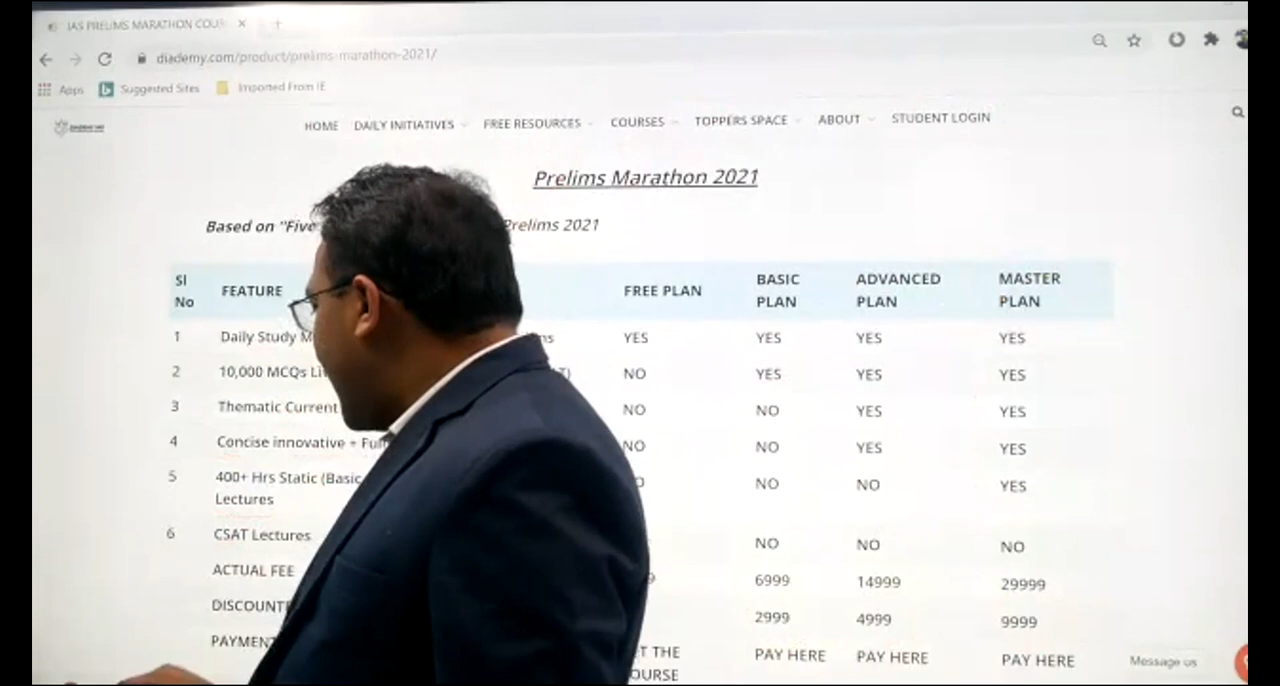 IAS PRELIMS MARATHON COU
diademy.com/product/prelims-marathon-2021/
Apps Suggested Sites Imported From IE
HOME DAILY INITIATIVES FREE RESOURCES COURSES TOPPERS SPACE ABOUT STUDENT LOGIN
Prelims Marathon 2021
Based on "Five Prelims 2021
Sl No FEATURE FREE PLAN BASIC PLAN ADVANCED PLAN MASTER PLAN
1 Daily Study M ns YES YES YES YES
2 10,000 MCQs Li T) NO YES YES YES
3 Thematic Current NO NO YES YES
4 Concise innovative + Full NO NO YES YES
5 400+ Hrs Static (Basic NO NO YES
Lectures
6 CSAT Lectures NO NO NO
ACTUAL FEE 9 6999 14999 29999
DISCOUNT 2999 4999 9999
PAYMENT T THE PAY HERE PAY HERE PAY HERE
OURSE
Message us